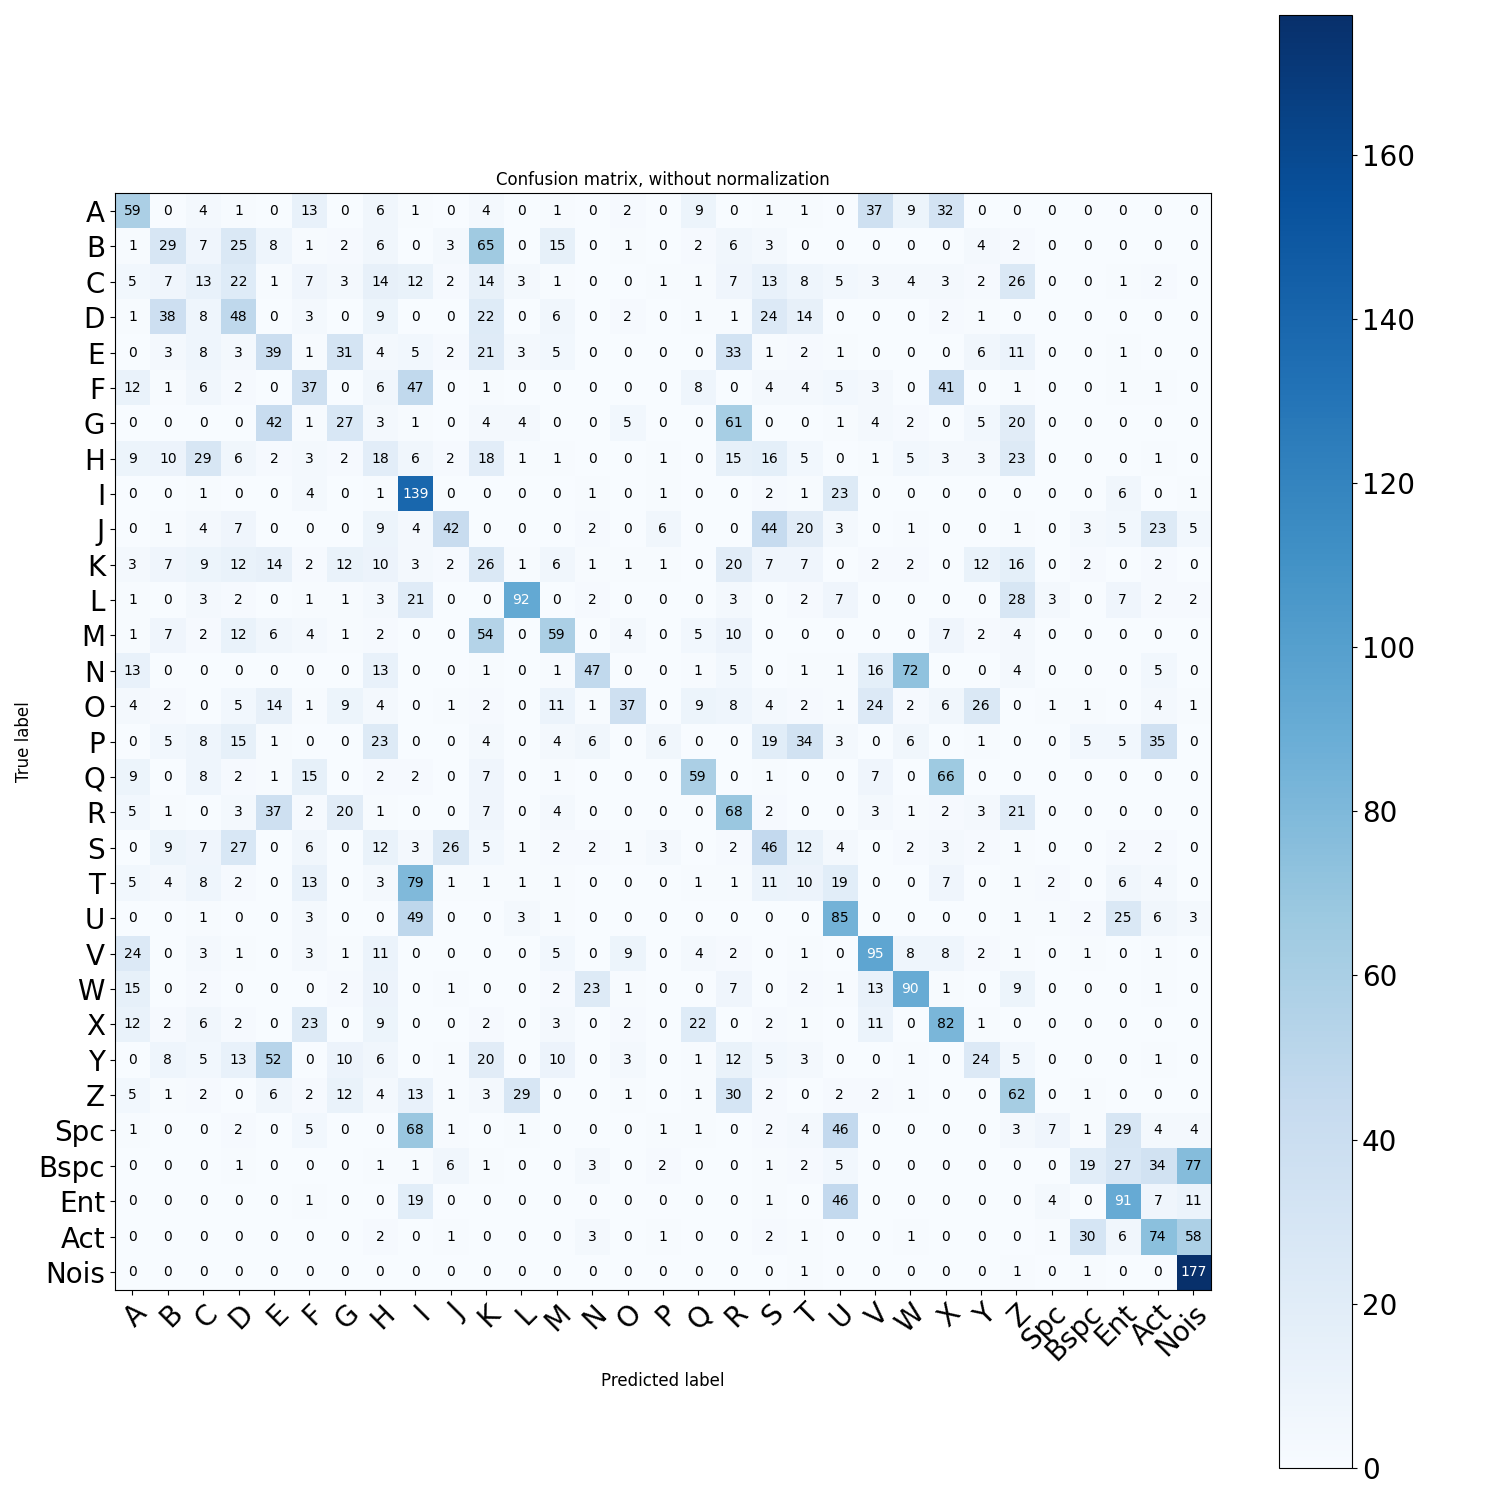 Confusion matrix, without normalization
A 59 0 4 1 0 13 0 6 1 0 4 0 1 0 2 0 9 0 1 1 0 37 9 32 0 0 0 0 0 0 0
B 1 29 7 25 8 1 2 6 0 3 65 0 15 0 1 0 2 6 3 0 0 0 0 0 4 2 0 0 0 0 0
C 5 7 13 22 1 7 3 14 12 2 14 3 1 0 0 1 1 7 13 8 5 3 4 3 2 26 0 0 1 2 0
D 1 38 8 48 0 3 0 9 0 0 22 0 6 0 2 0 1 1 24 14 0 0 0 2 1 0 0 0 0 0 0
E 0 3 8 3 39 1 31 4 5 2 21 3 5 0 0 0 0 33 1 2 1 0 0 0 6 11 0 0 1 0 0
F 12 1 6 2 0 37 0 6 47 0 1 0 0 0 0 0 8 0 4 4 5 3 0 41 0 1 0 0 1 1 0
G 0 0 0 0 42 1 27 3 1 0 4 4 0 0 5 0 0 61 0 0 1 4 2 0 5 20 0 0 0 0 0
H 9 10 29 6 2 3 2 18 6 2 18 1 1 0 0 1 0 15 16 5 0 1 5 3 3 23 0 0 0 1 0
I 0 0 1 0 0 4 0 1 139 0 0 0 0 1 0 1 0 0 2 1 23 0 0 0 0 0 0 0 6 0 1
J 0 1 4 7 0 0 0 9 4 42 0 0 0 2 0 6 0 0 44 20 3 0 1 0 0 1 0 3 5 23 5
K 3 7 9 12 14 2 12 10 3 2 26 1 6 1 1 1 0 20 7 7 0 2 2 0 12 16 0 2 0 2 0
L 1 0 3 2 0 1 1 3 21 0 0 92 0 2 0 0 0 3 0 2 7 0 0 0 0 28 3 0 7 2 2
M 1 7 2 12 6 4 1 2 0 0 54 0 59 0 4 0 5 10 0 0 0 0 0 7 2 4 0 0 0 0 0
N 13 0 0 0 0 0 0 13 0 0 1 0 1 47 0 0 1 5 0 1 1 16 72 0 0 4 0 0 0 5 0
O 4 2 0 5 14 1 9 4 0 1 2 0 11 1 37 0 9 8 4 2 1 24 2 6 26 0 1 1 0 4 1
P 0 5 8 15 1 0 0 23 0 0 4 0 4 6 0 6 0 0 19 34 3 0 6 0 1 0 0 5 5 35 0
Q 9 0 8 2 1 15 0 2 2 0 7 0 1 0 0 0 59 0 1 0 0 7 0 66 0 0 0 0 0 0 0
R 5 1 0 3 37 2 20 1 0 0 7 0 4 0 0 0 0 68 2 0 0 3 1 2 3 21 0 0 0 0 0
S 0 9 7 27 0 6 0 12 3 26 5 1 2 2 1 3 0 2 46 12 4 0 2 3 2 1 0 0 2 2 0
T 5 4 8 2 0 13 0 3 79 1 1 1 1 0 0 0 1 1 11 10 19 0 0 7 0 1 2 0 6 4 0
U 0 0 1 0 0 3 0 0 49 0 0 3 1 0 0 0 0 0 0 0 85 0 0 0 0 1 1 2 25 6 3
V 24 0 3 1 0 3 1 11 0 0 0 0 5 0 9 0 4 2 0 1 0 95 8 8 2 1 0 1 0 1 0
W 15 0 2 0 0 0 2 10 0 1 0 0 2 23 1 0 0 7 0 2 1 13 90 1 0 9 0 0 0 1 0
X 12 2 6 2 0 23 0 9 0 0 2 0 3 0 2 0 22 0 2 1 0 11 0 82 1 0 0 0 0 0 0
Y 0 8 5 13 52 0 10 6 0 1 20 0 10 0 3 0 1 12 5 3 0 0 1 0 24 5 0 0 0 1 0
Z 5 1 2 0 6 2 12 4 13 1 3 29 0 0 1 0 1 30 2 0 2 2 1 0 0 62 0 1 0 0 0
Spc 1 0 0 2 0 5 0 0 68 1 0 1 0 0 0 1 1 0 2 4 46 0 0 0 0 3 7 1 29 4 4
Bspc 0 0 0 1 0 0 0 1 1 6 1 0 0 3 0 2 0 0 1 2 5 0 0 0 0 0 0 19 27 34 77
Ent 0 0 0 0 0 1 0 0 19 0 0 0 0 0 0 0 0 0 1 0 46 0 0 0 0 0 4 0 91 7 11
Act 0 0 0 0 0 0 0 2 0 1 0 0 0 3 0 1 0 0 2 1 0 0 1 0 0 0 1 30 6 74 58
Nois 0 0 0 0 0 0 0 0 0 0 0 0 0 0 0 0 0 0 0 1 0 0 0 0 0 1 0 1 0 0 177
A B C D E F G H I J K L M N O P Q R S T U V W X Y Z Spc Bspc Ent Act Nois
True label
Predicted label
160
140
120
100
80
60
40
20
0